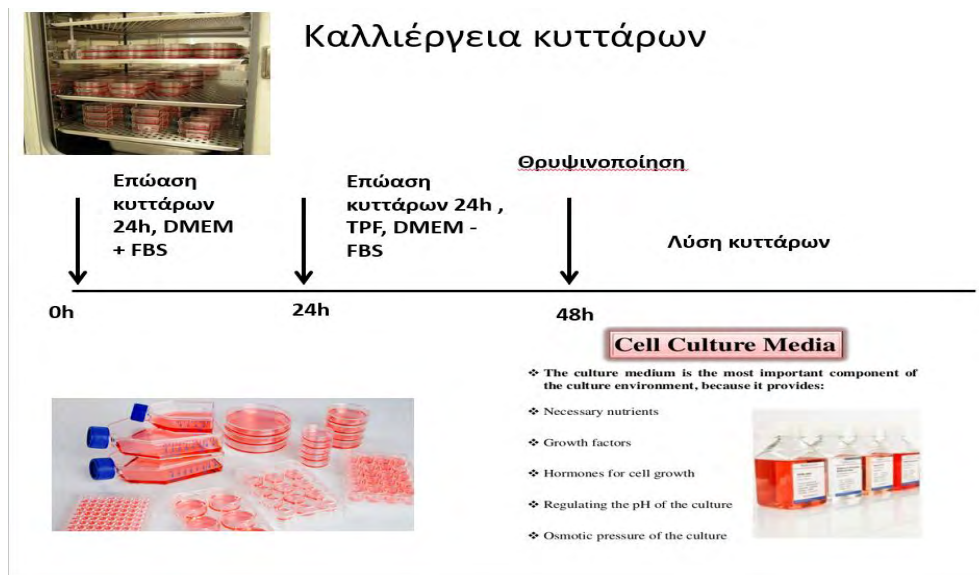 Καλλιέργεια κυττάρων
Επώαση
κυττάρων
24h, DMEM
+ FBS
Επώαση
κυττάρων 24h ,
TPF, DMEM -
FBS
Θρυψινοποίηση
Λύση κυττάρων
0h
24h
48h
Cell Culture Media
❖ The culture medium is the most important component of
the culture environment, because it provides:
❖ Necessary nutrients
❖ Growth factors
❖ Hormones for cell growth
❖ Regulating the pH of the culture
❖ Osmotic pressure of the culture